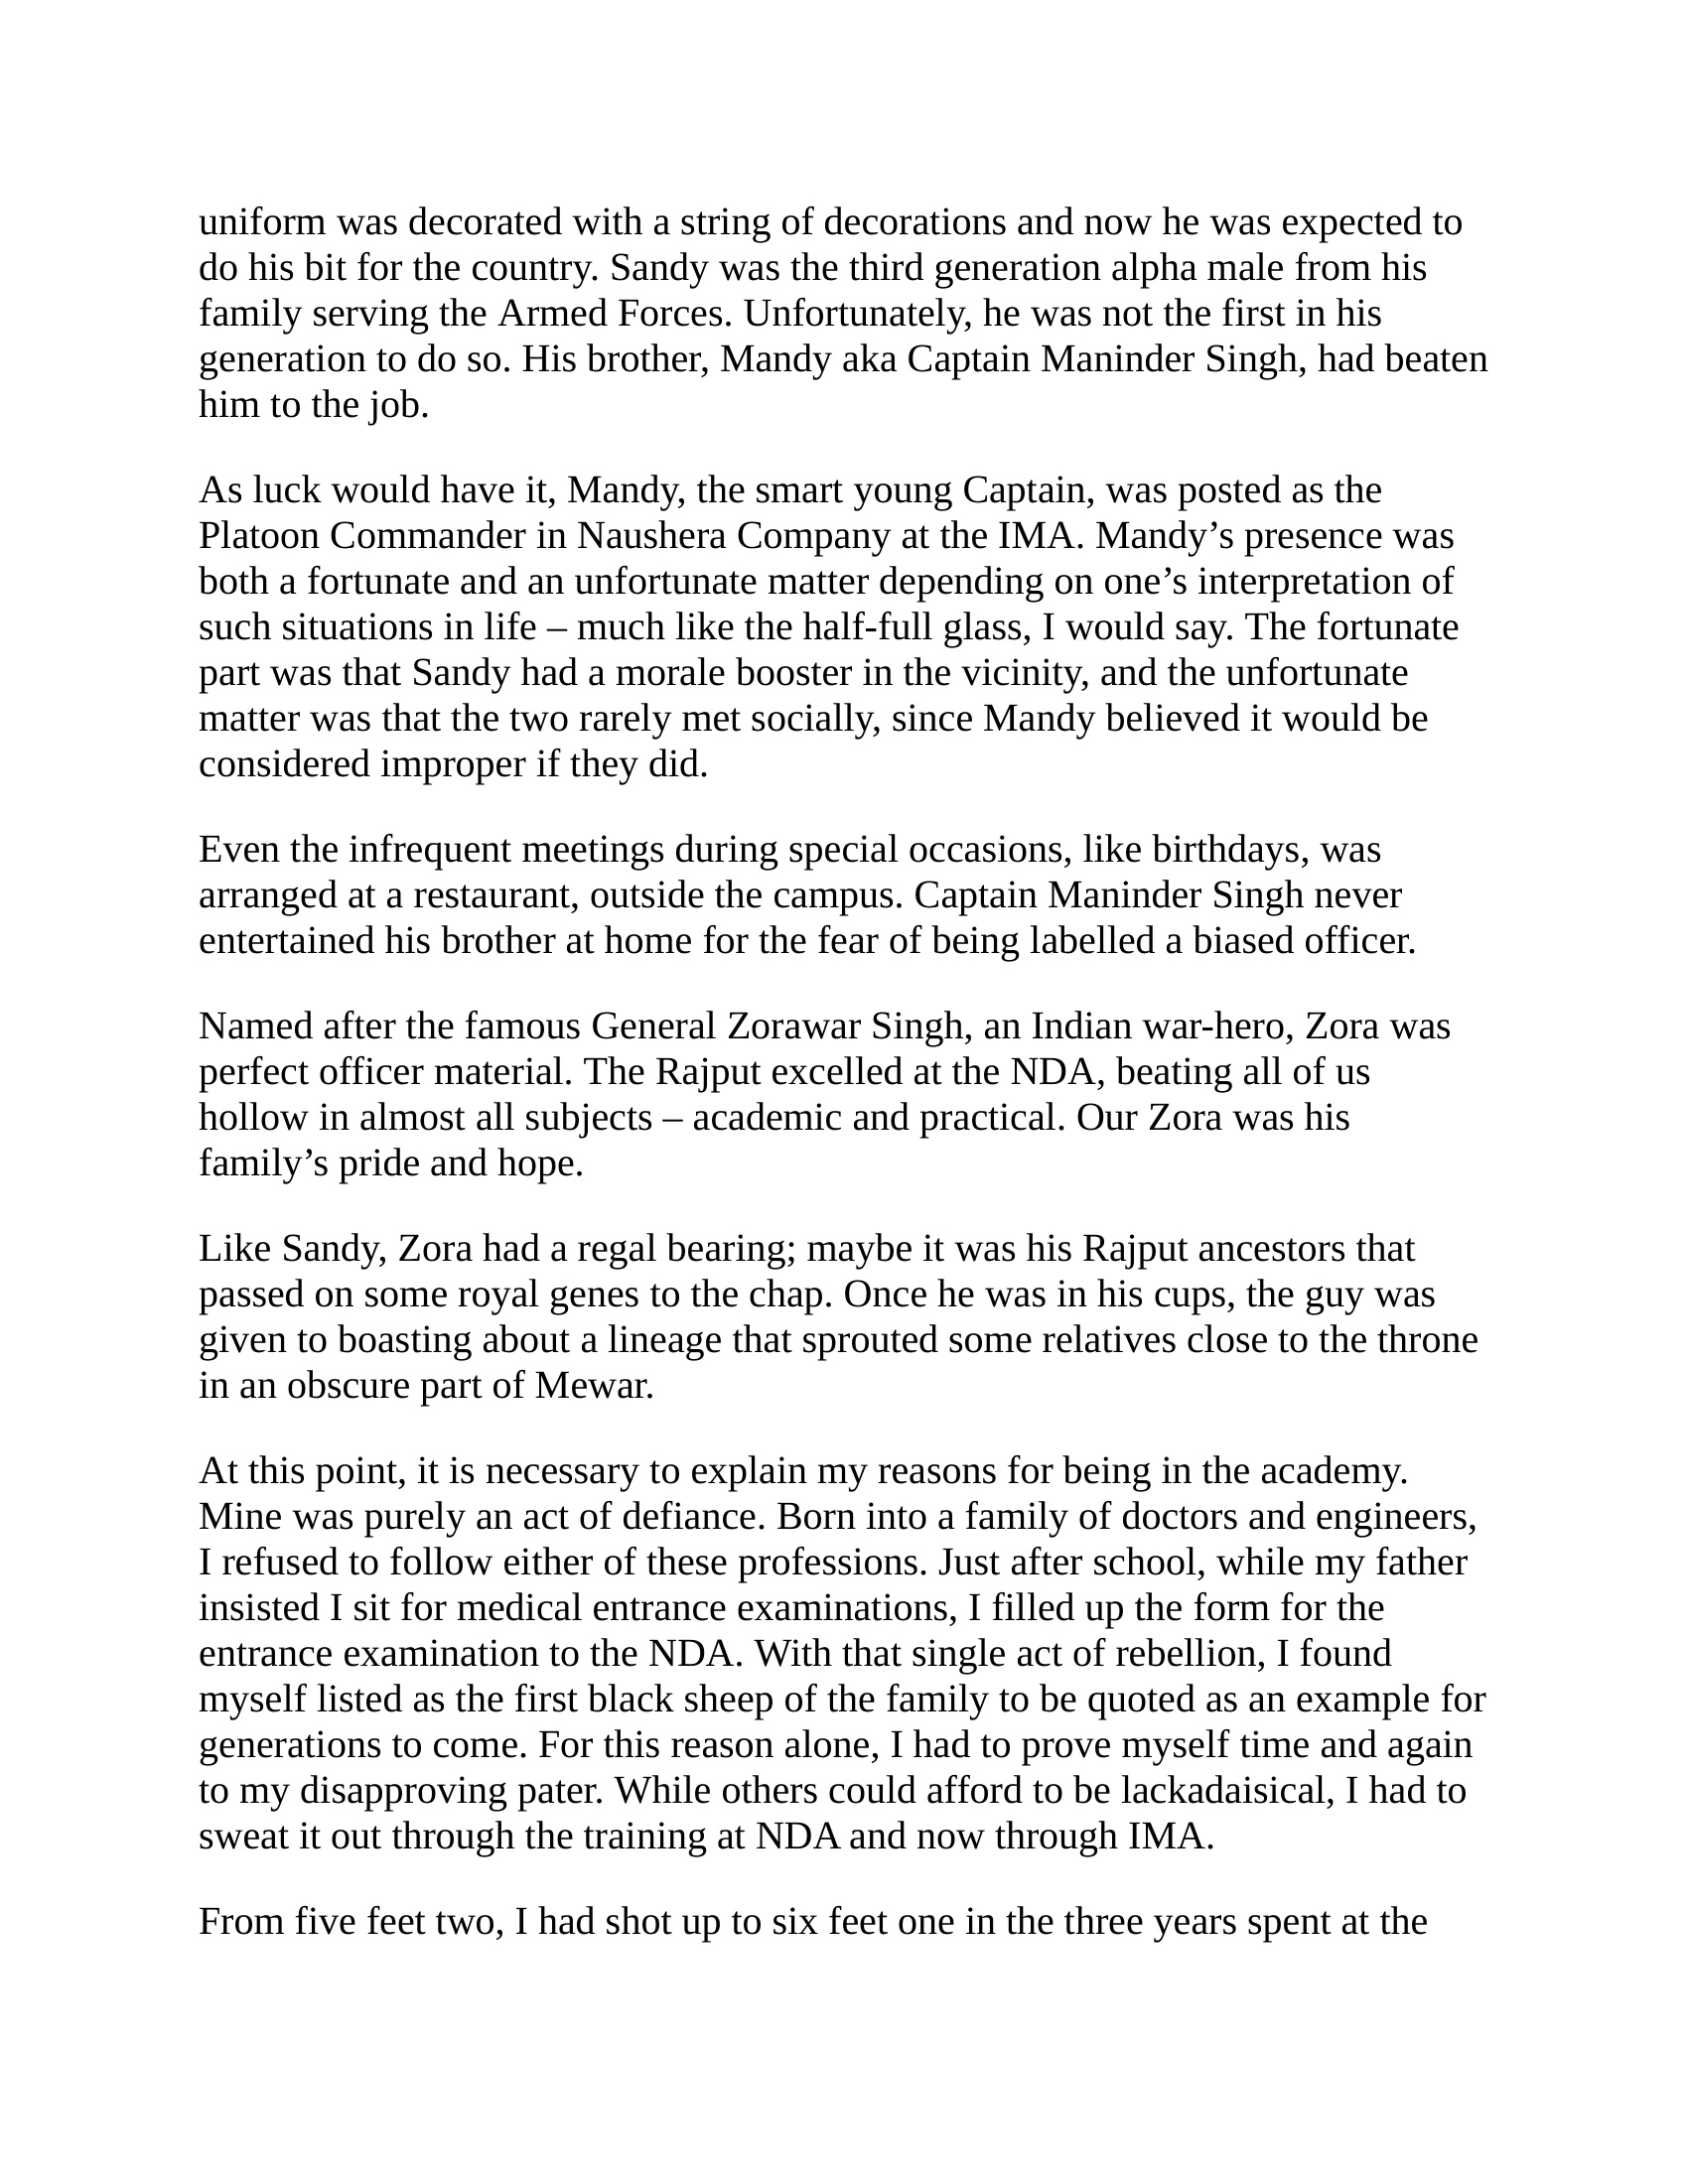 uniform was decorated with a string of decorations and now he was expected to
do his bit for the country. Sandy was the third generation alpha male from his
family serving the Armed Forces. Unfortunately, he was not the first in his
generation to do so. His brother, Mandy aka Captain Maninder Singh, had beaten
him to the job.
As luck would have it, Mandy, the smart young Captain, was posted as the
Platoon Commander in Naushera Company at the IMA. Mandy’s presence was
both a fortunate and an unfortunate matter depending on one’s interpretation of
such situations in life – much like the half-full glass, I would say. The fortunate
part was that Sandy had a morale booster in the vicinity, and the unfortunate
matter was that the two rarely met socially, since Mandy believed it would be
considered improper if they did.
Even the infrequent meetings during special occasions, like birthdays, was
arranged at a restaurant, outside the campus. Captain Maninder Singh never
entertained his brother at home for the fear of being labelled a biased officer.
Named after the famous General Zorawar Singh, an Indian war-hero, Zora was
perfect officer material. The Rajput excelled at the NDA, beating all of us
hollow in almost all subjects – academic and practical. Our Zora was his
family’s pride and hope.
Like Sandy, Zora had a regal bearing; maybe it was his Rajput ancestors that
passed on some royal genes to the chap. Once he was in his cups, the guy was
given to boasting about a lineage that sprouted some relatives close to the throne
in an obscure part of Mewar.
At this point, it is necessary to explain my reasons for being in the academy.
Mine was purely an act of defiance. Born into a family of doctors and engineers,
I refused to follow either of these professions. Just after school, while my father
insisted I sit for medical entrance examinations, I filled up the form for the
entrance examination to the NDA. With that single act of rebellion, I found
myself listed as the first black sheep of the family to be quoted as an example for
generations to come. For this reason alone, I had to prove myself time and again
to my disapproving pater. While others could afford to be lackadaisical, I had to
sweat it out through the training at NDA and now through IMA.
From five feet two, I had shot up to six feet one in the three years spent at the